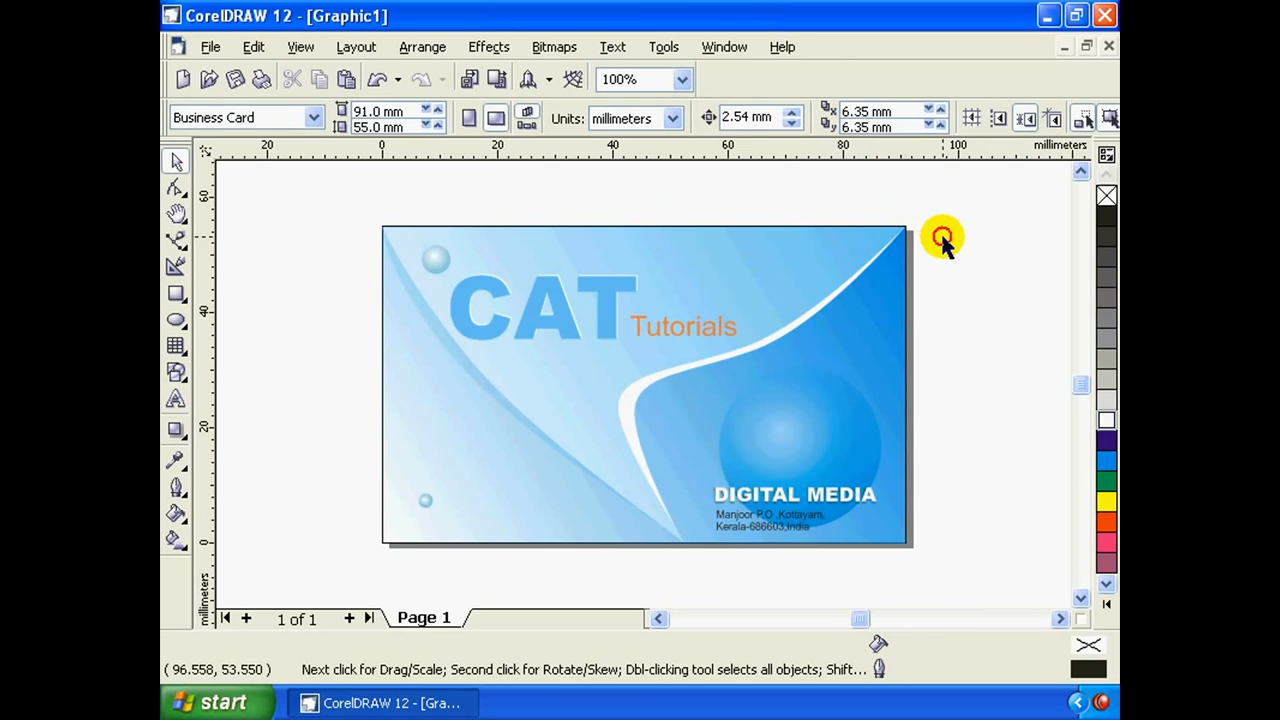 CorelDRAW 12 - [Graphic1]
File Edit View Layout Arrange Effects Bitmaps Text Tools Window Help
100%
Business Card 91.0 mm 55.0 mm Units: millimeters 2.54 mm x 6.35 mm y 6.35 mm
20 0 20 40 60 80 100 millimeters
60
40
20
0
millimeters
CAT
Tutorials
DIGITAL MEDIA
Manjoor P.O ,Kottayam,
Kerala-686603,India
1 of 1 Page 1
( 96.558, 53.550 ) Next click for Drag/Scale; Second click for Rotate/Skew; Dbl-clicking tool selects all objects; Shift...
start CorelDRAW 12 - [Gra...